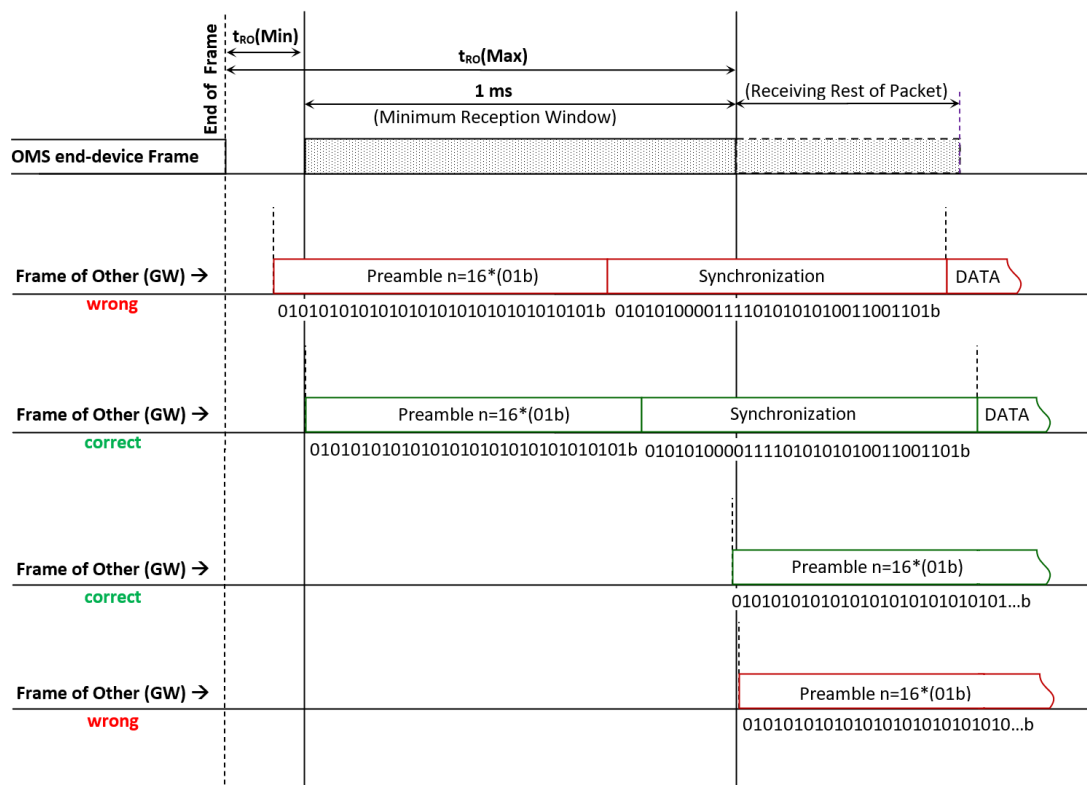 End of Frame
tRO(Min)
tRO(Max)
1 ms
(Receiving Rest of Packet)
(Minimum Reception Window)
OMS end-device Frame
Frame of Other (GW) →
wrong
Preamble n=16*(01b)
Synchronization
DATA
01010101010101010101010101010101b
01010100001111010101010011001101b
Frame of Other (GW) →
correct
Preamble n=16*(01b)
Synchronization
DATA
01010101010101010101010101010101b
01010100001111010101010011001101b
Frame of Other (GW) →
correct
Preamble n=16*(01b)
010101010101010101010101010101...b
Frame of Other (GW) →
wrong
Preamble n=16*(01b)
0101010101010101010101010101010...b